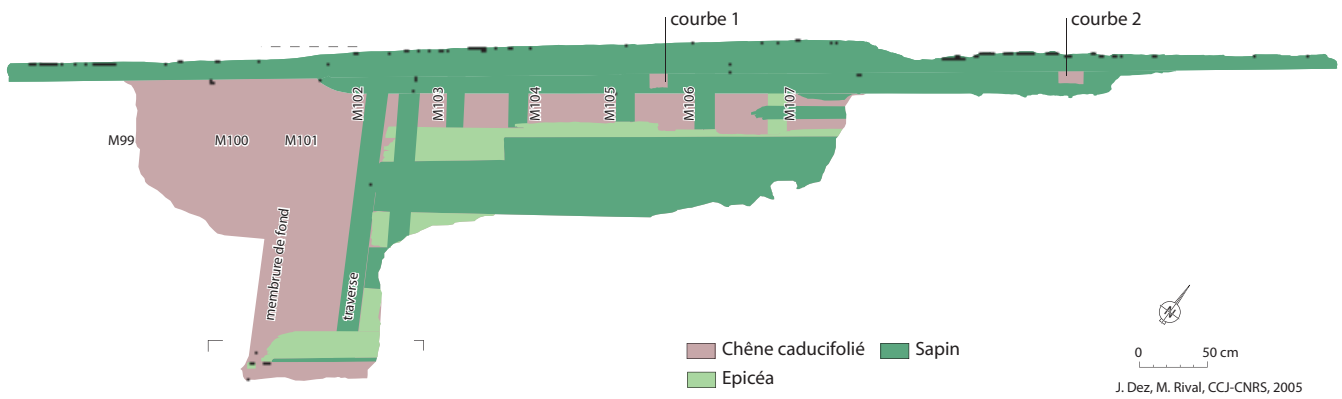 courbe 1
courbe 2
M102
M103
M104
M105
M106
M107
M99
M100
M101
membrure de fond
traverse
N
Chêne caducifolié
Sapin
Epicéa
0
50 cm
J. Dez, M. Rival, CCJ-CNRS, 2005